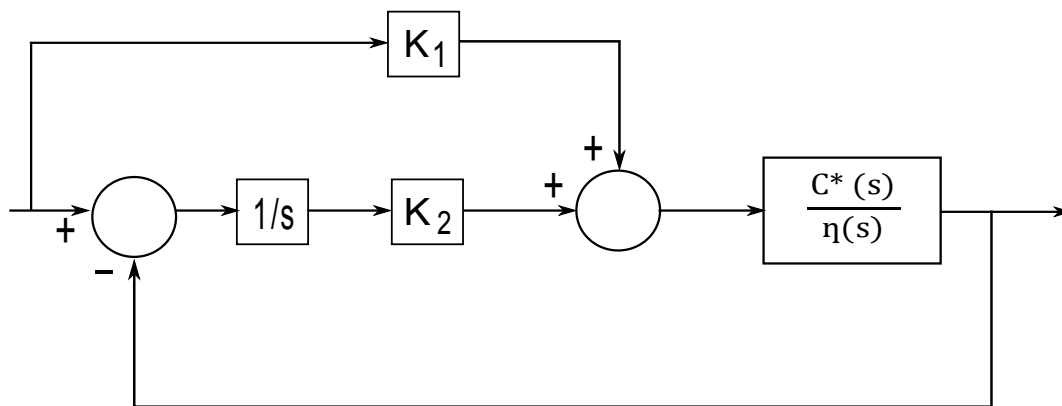 K1
+
+
1/s
K2
C* (s)
η(s)
+
−